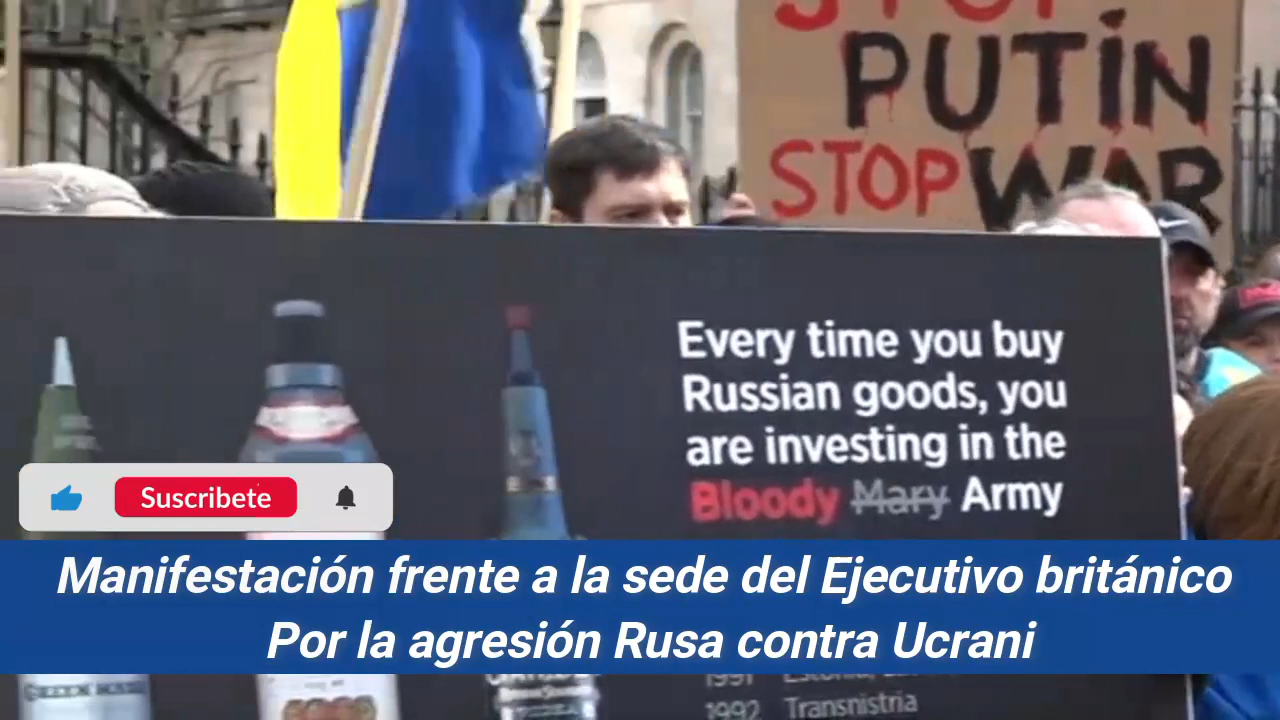 STOP
PUTIN
STOP WAR
Every time you buy
Russian goods, you
are investing in the
Bloody Mary Army
Suscribete
Manifestación frente a la sede del Ejecutivo británico
Por la agresión Rusa contra Ucrani
1991
1992 Transnistria